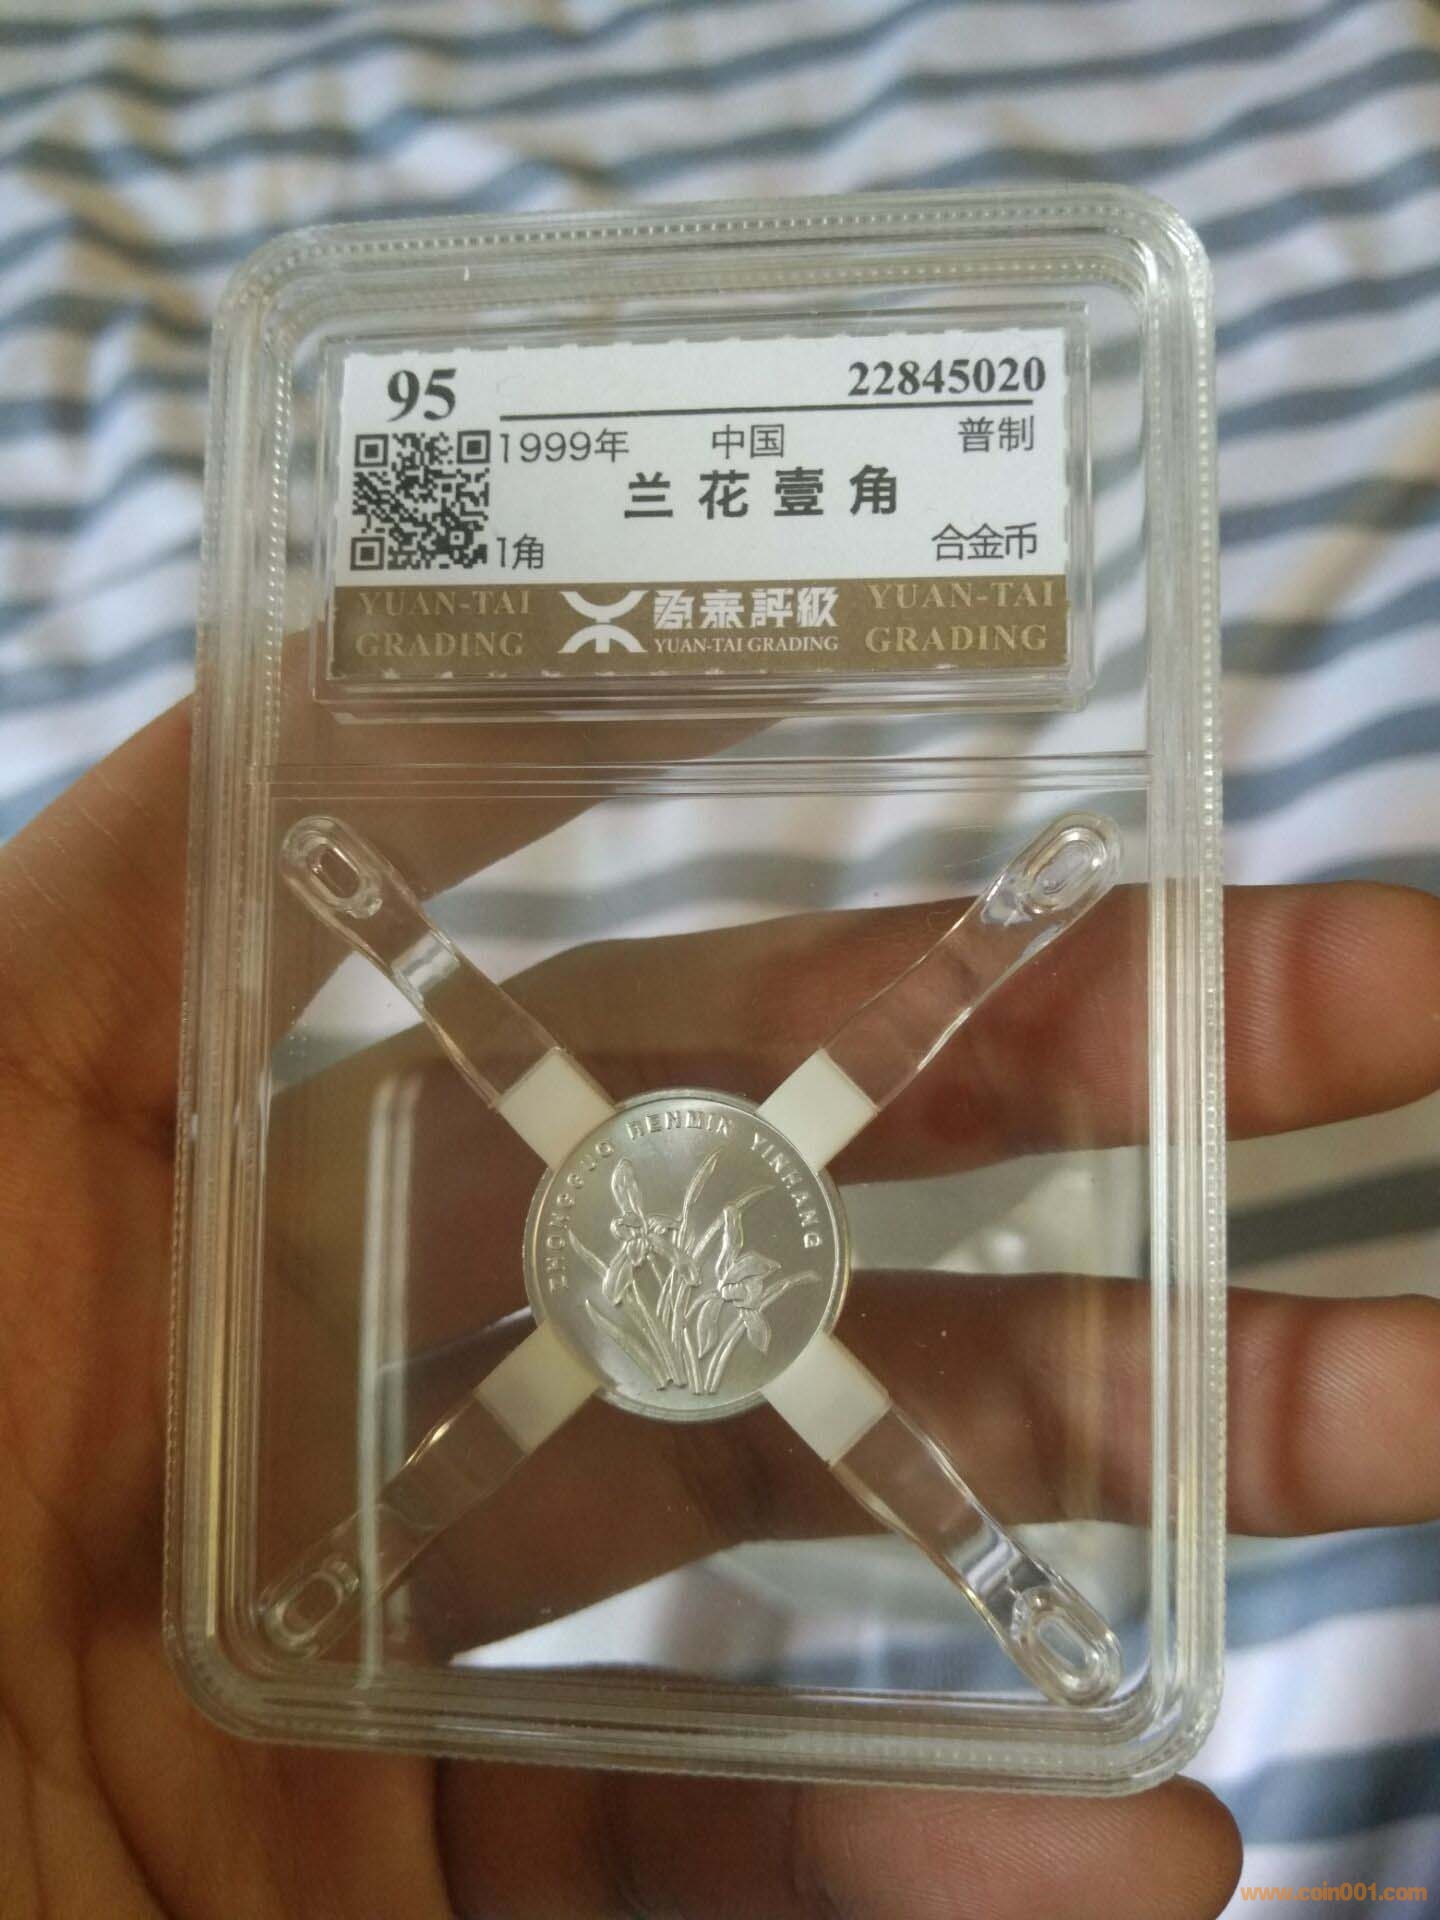 95
22845020
1999年 中国 普制
兰花壹角
1角 合金币
YUAN-TAI GRADING
源泰評級
YUAN-TAI GRADING
YUAN-TAI GRADING
ZHONGGUO RENMIN YINHANG
www.coin001.com